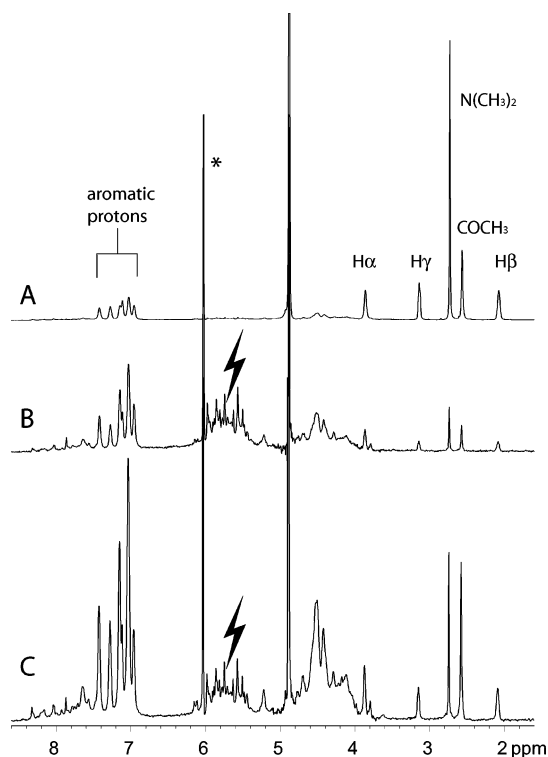 N(CH₃)₂
*
aromatic
protons
COCH₃
Hα Hγ Hβ
A
B
C
8 7 6 5 4 3 2 ppm